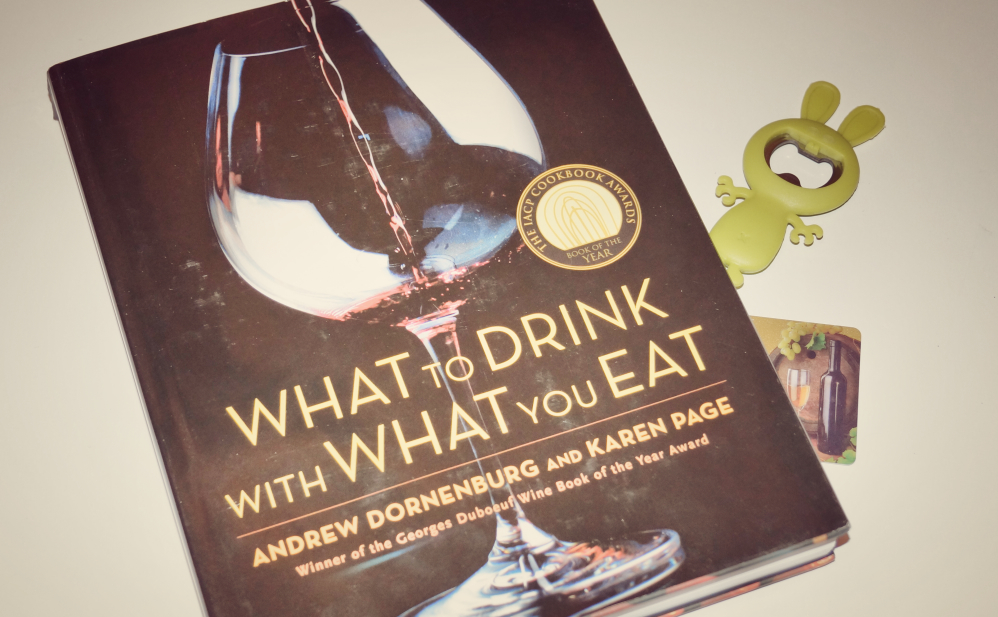 THE IACP COOKBOOK AWARDS
BOOK OF THE
YEAR
WHAT TO DRINK
WITH WHAT YOU EAT
ANDREW DORNENBURG AND KAREN PAGE
Winner of the Georges Duboeuf Wine Book of the Year Award